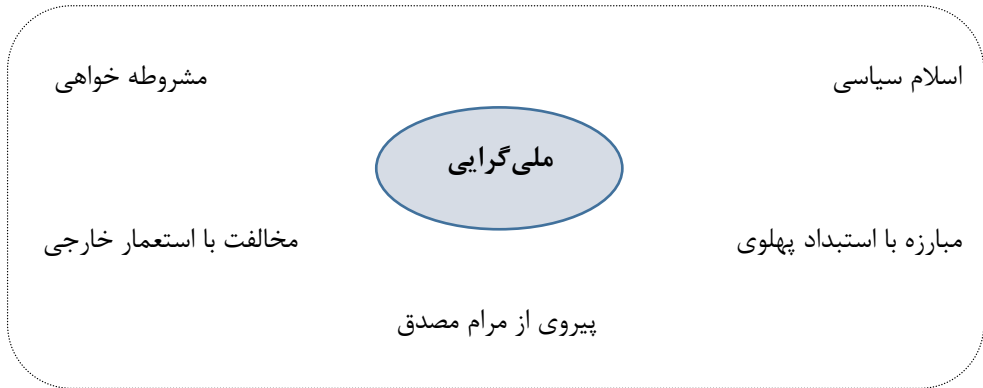 اسلام سیاسی
مشروطه خواهی
ملی‌گرایی
مبارزه با استبداد پهلوی
مخالفت با استعمار خارجی
پیروی از مرام مصدق